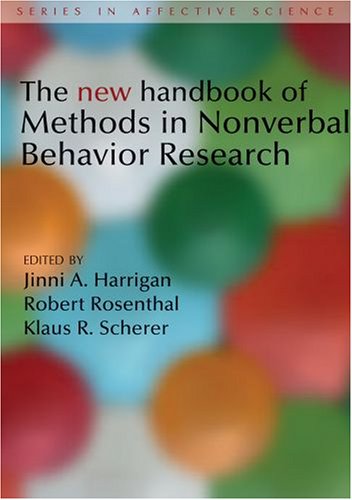 SERIES IN AFFECTIVE SCIENCE
The new handbook of
Methods in Nonverbal
Behavior Research
EDITED BY
Jinni A. Harrigan
Robert Rosenthal
Klaus R. Scherer